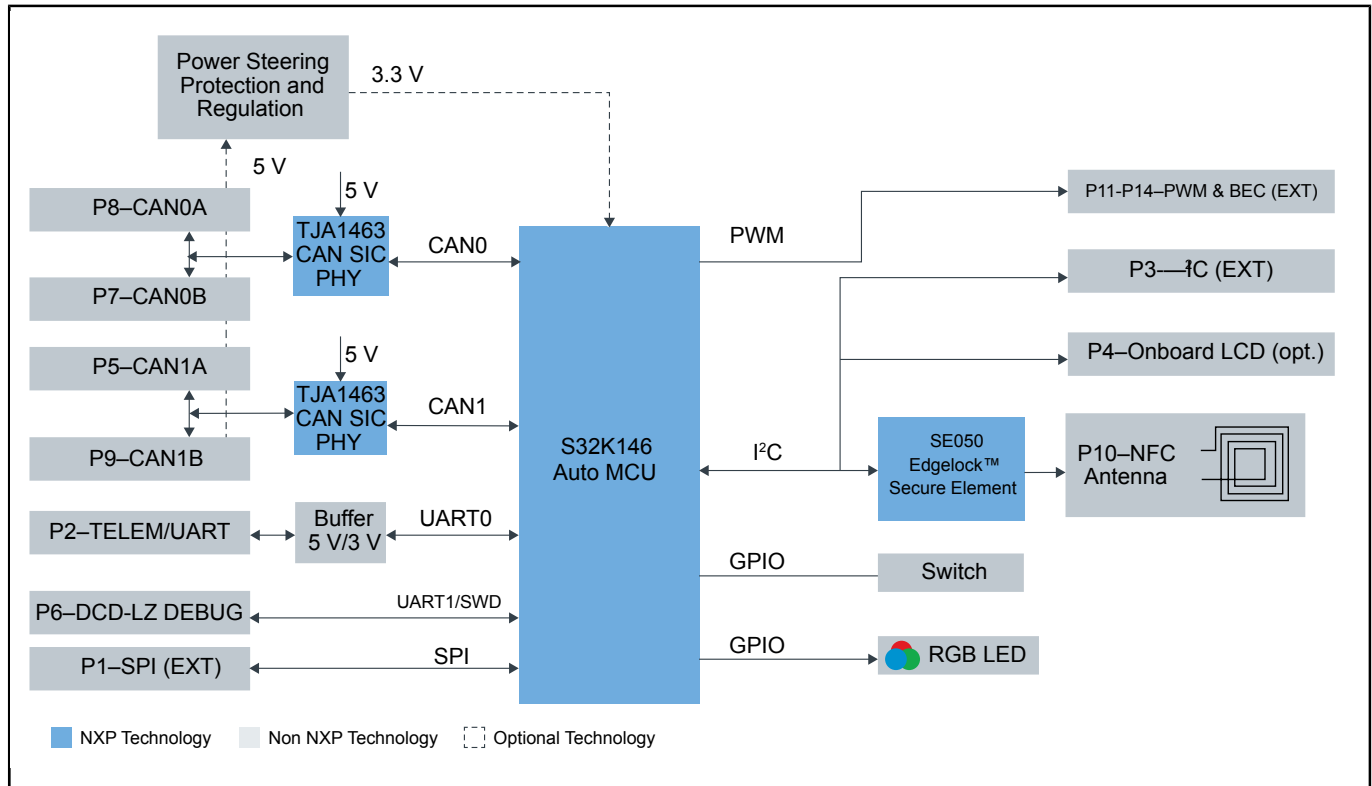 Power Steering
Protection and
Regulation
3.3 V
5 V
P8–CAN0A
P7–CAN0B
5 V
TJA1463
CAN SIC
PHY
CAN0
P5–CAN1A
P9–CAN1B
5 V
TJA1463
CAN SIC
PHY
CAN1
P2–TELEM/UART
Buffer
5 V/3 V
UART0
P6–DCD-LZ DEBUG
UART1/SWD
P1–SPI (EXT)
SPI
S32K146
Auto MCU
PWM
P11-P14–PWM & BEC (EXT)
P3-—²C (EXT)
P4–Onboard LCD (opt.)
I²C
SE050
Edgelock™
Secure Element
P10–NFC
Antenna
GPIO
Switch
GPIO
RGB LED
NXP Technology
Non NXP Technology
Optional Technology